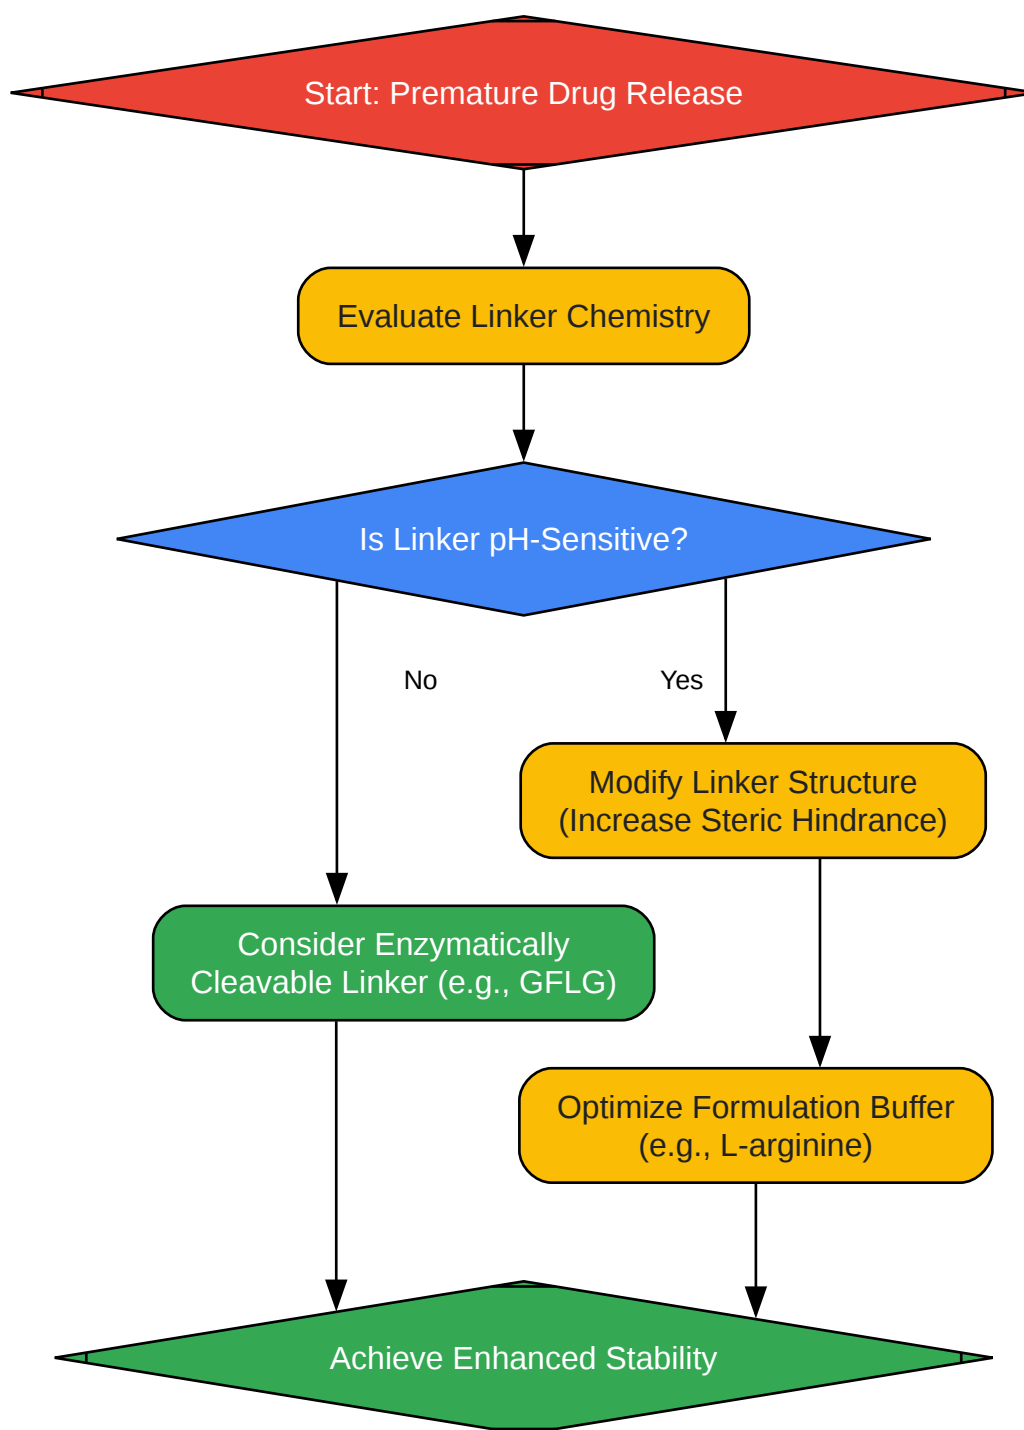 Start: Premature Drug Release
Evaluate Linker Chemistry
Is Linker pH-Sensitive?
No
Yes
Modify Linker Structure
(Increase Steric Hindrance)
Consider Enzymatically
Cleavable Linker (e.g., GFLG)
Optimize Formulation Buffer
(e.g., L-arginine)
Achieve Enhanced Stability